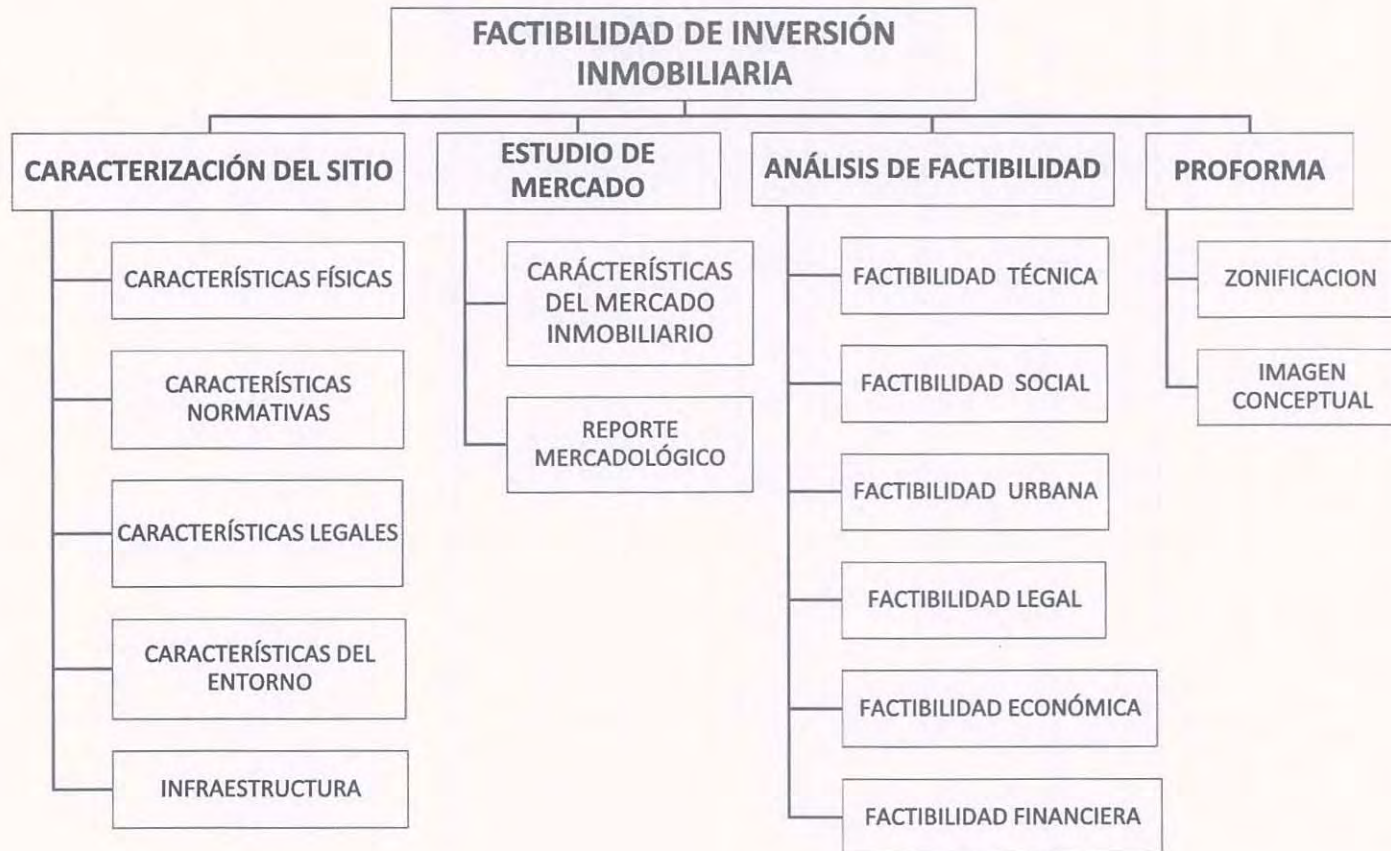 FACTIBILIDAD DE INVERSIÓN
INMOBILIARIA
CARACTERIZACIÓN DEL SITIO
CARACTERÍSTICAS FÍSICAS
CARACTERÍSTICAS
NORMATIVAS
CARACTERÍSTICAS LEGALES
CARACTERÍSTICAS DEL
ENTORNO
INFRAESTRUCTURA
ESTUDIO DE
MERCADO
CARÁCTERÍSTICAS
DEL MERCADO
INMOBILIARIO
REPORTE
MERCADOLÓGICO
ANÁLISIS DE FACTIBILIDAD
FACTIBILIDAD TÉCNICA
FACTIBILIDAD SOCIAL
FACTIBILIDAD URBANA
FACTIBILIDAD LEGAL
FACTIBILIDAD ECONÓMICA
FACTIBILIDAD FINANCIERA
PROFORMA
ZONIFICACION
IMAGEN
CONCEPTUAL